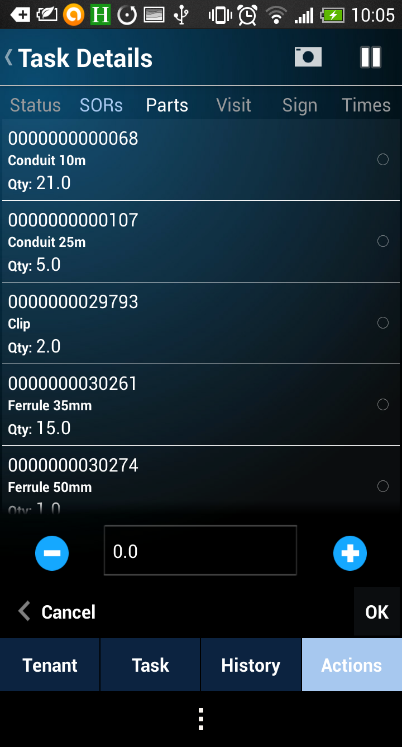 H
10:05
Task Details
Status SORs Parts Visit Sign Times
0000000000068
Conduit 10m
Qty: 21.0
0000000000107
Conduit 25m
Qty: 5.0
0000000029793
Clip
Qty: 2.0
0000000030261
Ferrule 35mm
Qty: 15.0
0000000030274
Ferrule 50mm
Qty: 1.0
0.0
Cancel
OK
Tenant Task History Actions